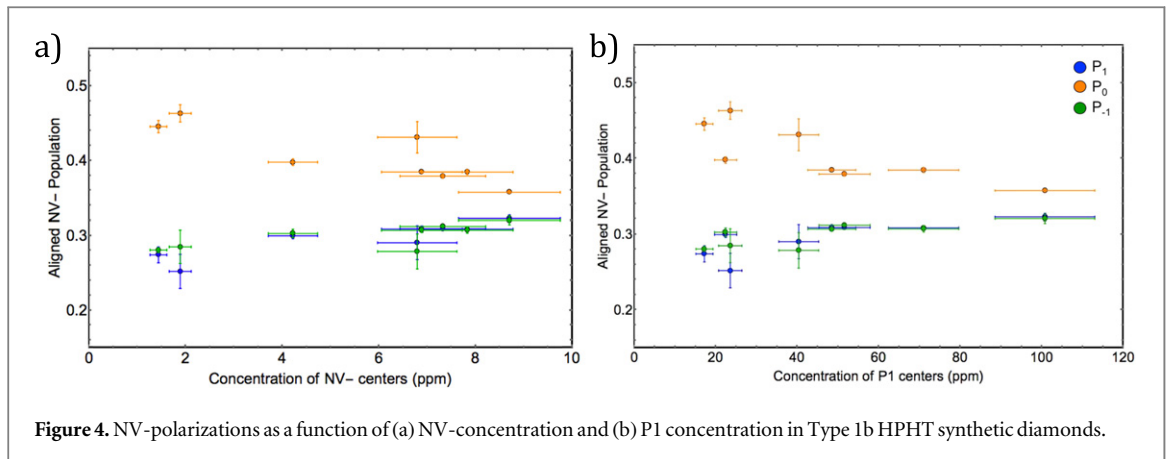 a)
0.5
0.4
0.3
0.2
Aligned NV− Population
0 2 4 6 8 10
Concentration of NV− centers (ppm)
b)
P1
P0
P-1
0.5
0.4
0.3
0.2
Aligned NV− Population
0 20 40 60 80 100 120
Concentration of P1 centers (ppm)
Figure 4. NV-polarizations as a function of (a) NV-concentration and (b) P1 concentration in Type 1b HPHT synthetic diamonds.